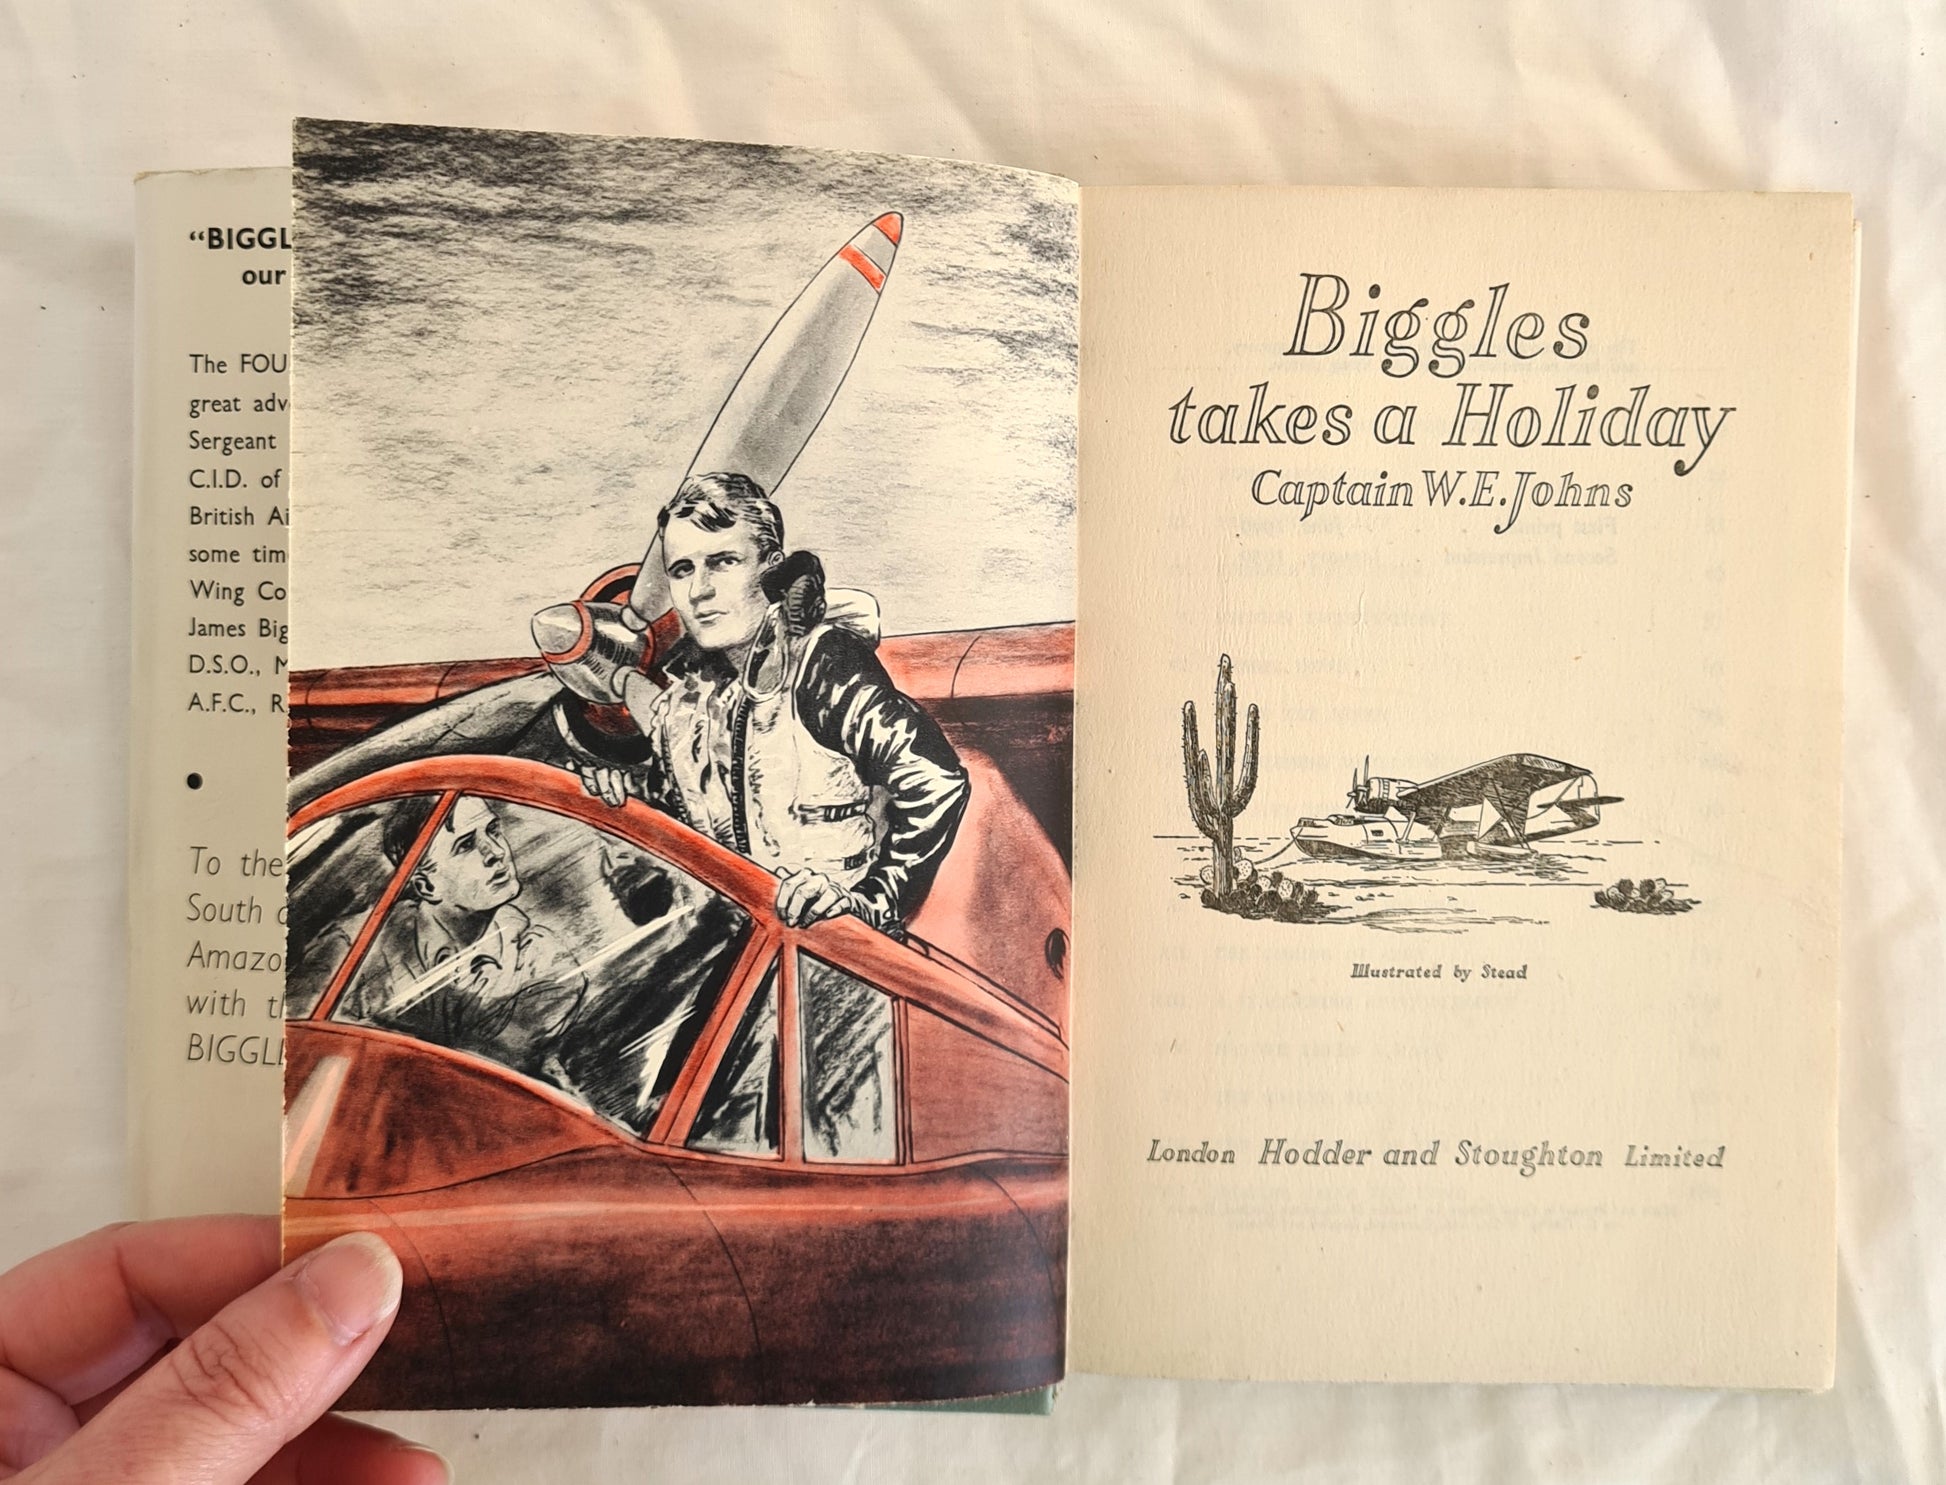 “BIGGL
our
The FOU
great adv
Sergeant
C.I.D. of
British Ai
some tim
Wing Co
James Big
D.S.O., M
A.F.C., R.
To the
South
Amazo
with th
BIGGLE
Biggles
takes a Holiday
Captain W.E. Johns
Illustrated by Stead
London Hodder and Stoughton Limited